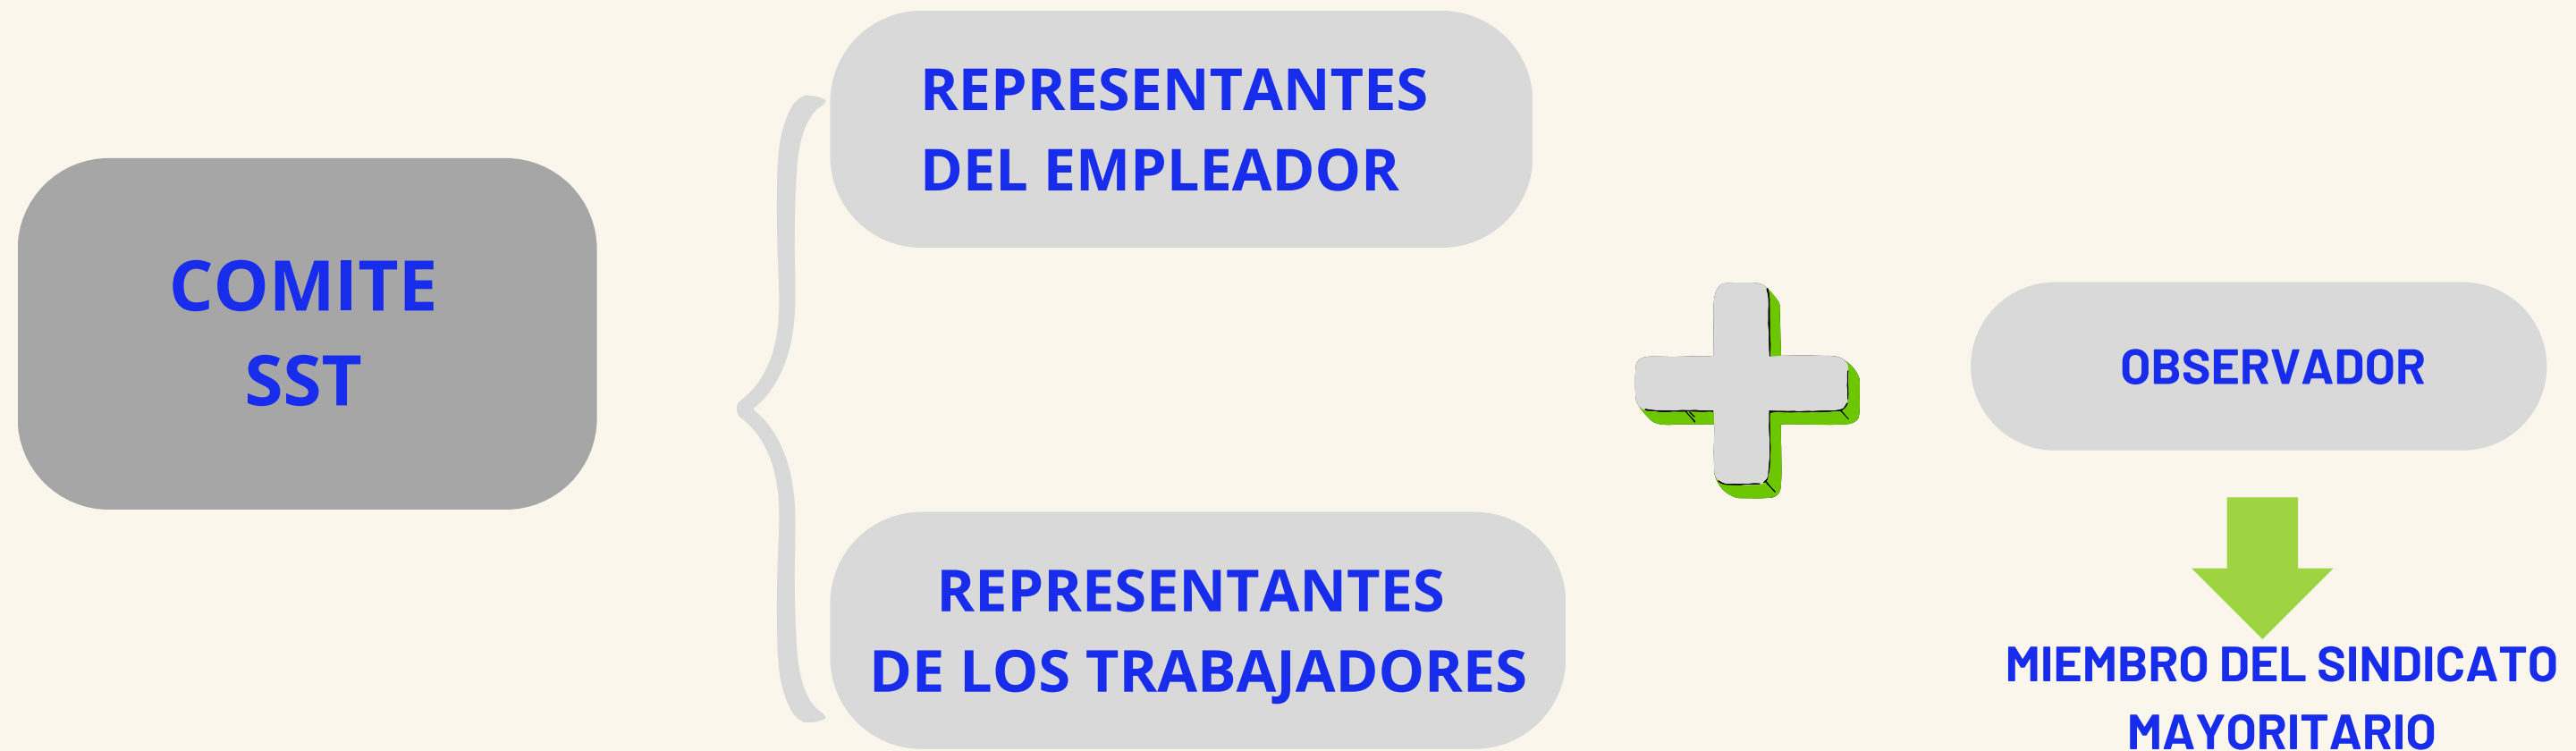 COMITE
SST
REPRESENTANTES
DEL EMPLEADOR
REPRESENTANTES
DE LOS TRABAJADORES
OBSERVADOR
MIEMBRO DEL SINDICATO
MAYORITARIO